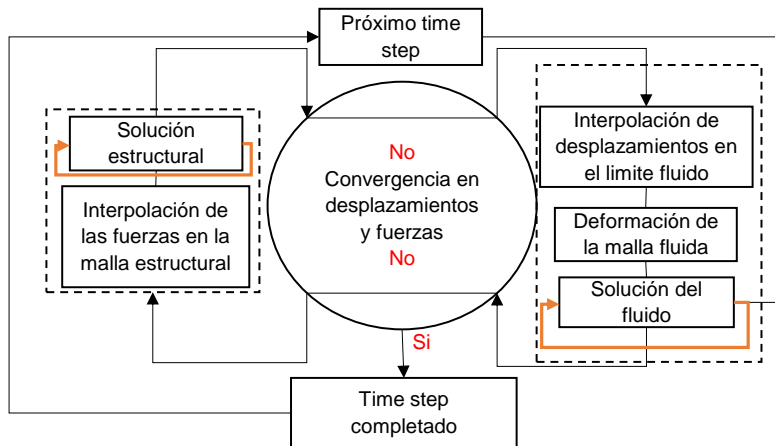 Próximo time
step
Solución
estructural
Interpolación de
las fuerzas en la
malla estructural
No
Convergencia en
desplazamientos
y fuerzas
No
Si
Interpolación de
desplazamientos en
el limite fluido
Deformación de
la malla fluida
Solución del
fluido
Time step
completado